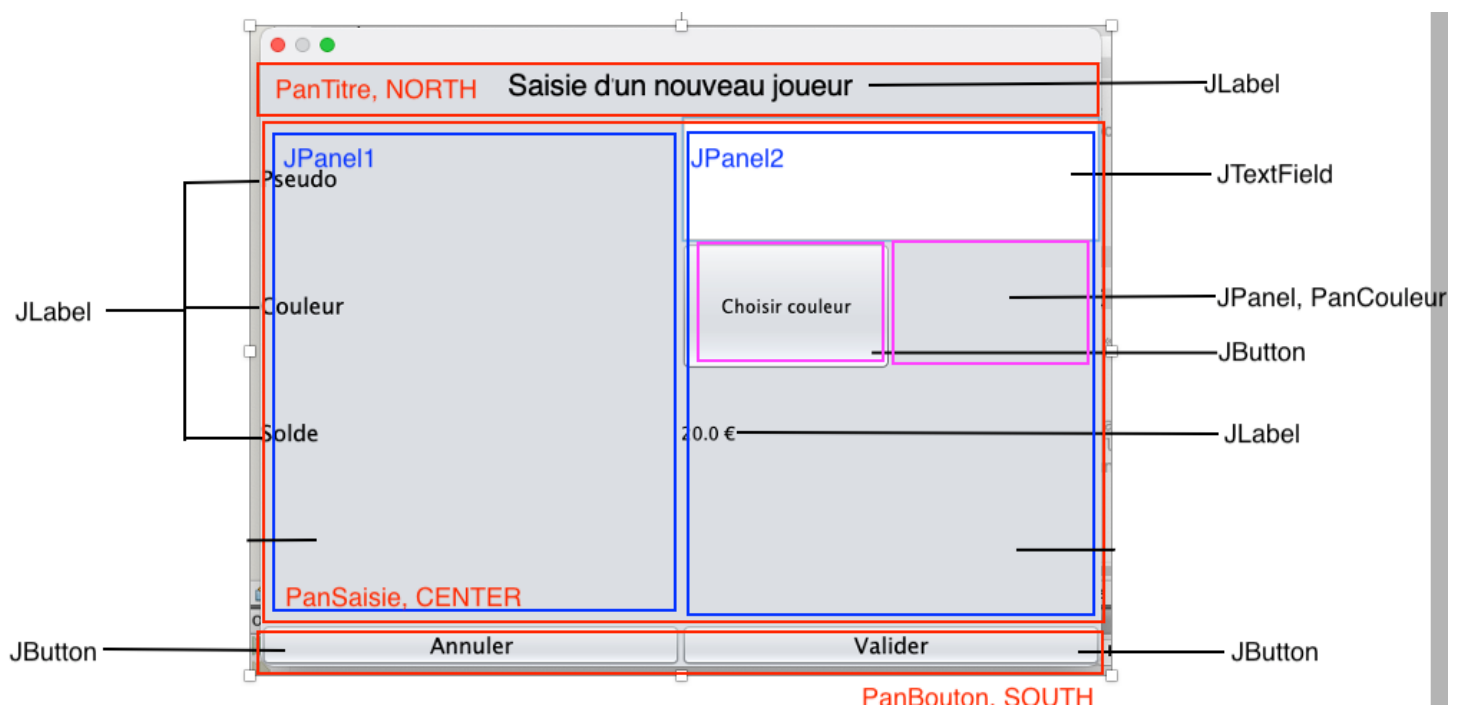 PanTitre, NORTH
Saisie d'un nouveau joueur
JLabel
JPanel1
JPanel2
Pseudo
JTextField
JLabel
Couleur
Choisir couleur
JPanel, PanCouleur
JButton
Solde
20.0 €
JLabel
PanSaisie, CENTER
JButton
Annuler
Valider
JButton
PanBouton, SOUTH